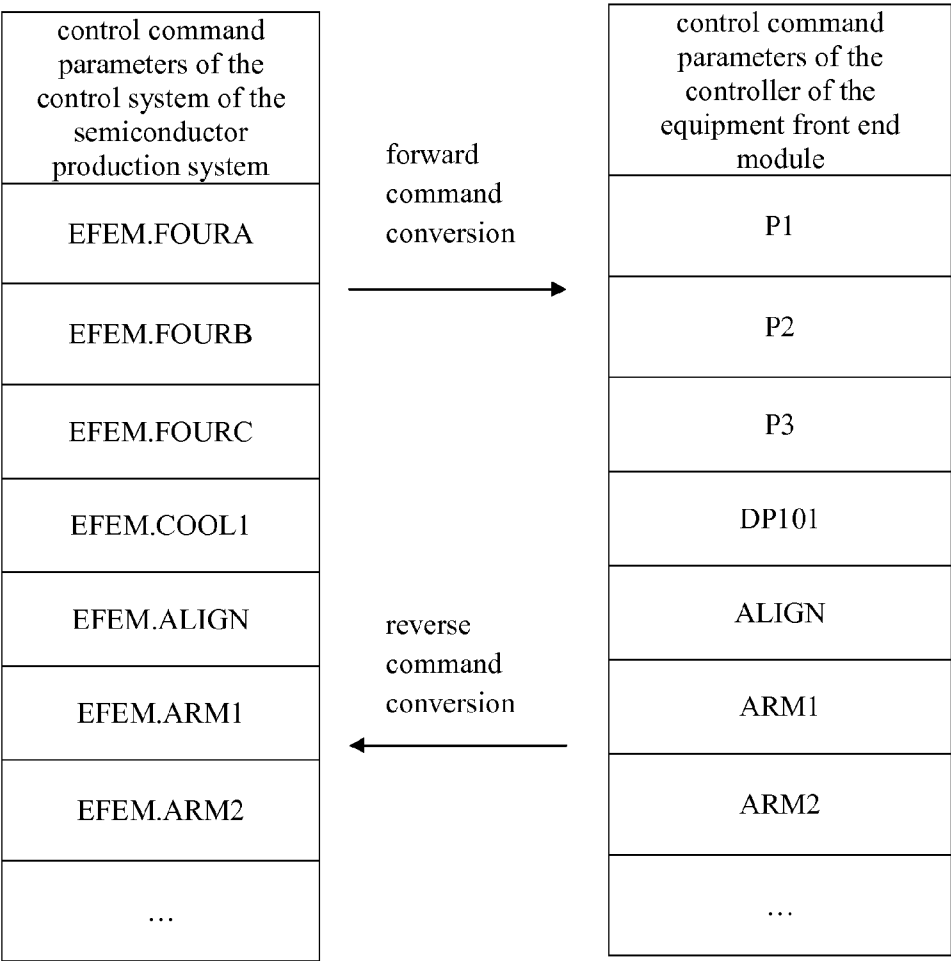 control command
parameters of the
control system of the
semiconductor
production system
EFEM.FOURA
EFEM.FOURB
EFEM.FOURC
EFEM.COOL1
EFEM.ALIGN
EFEM.ARM1
EFEM.ARM2
…
forward
command
conversion
reverse
command
conversion
control command
parameters of the
controller of the
equipment front end
module
P1
P2
P3
DP101
ALIGN
ARM1
ARM2
…